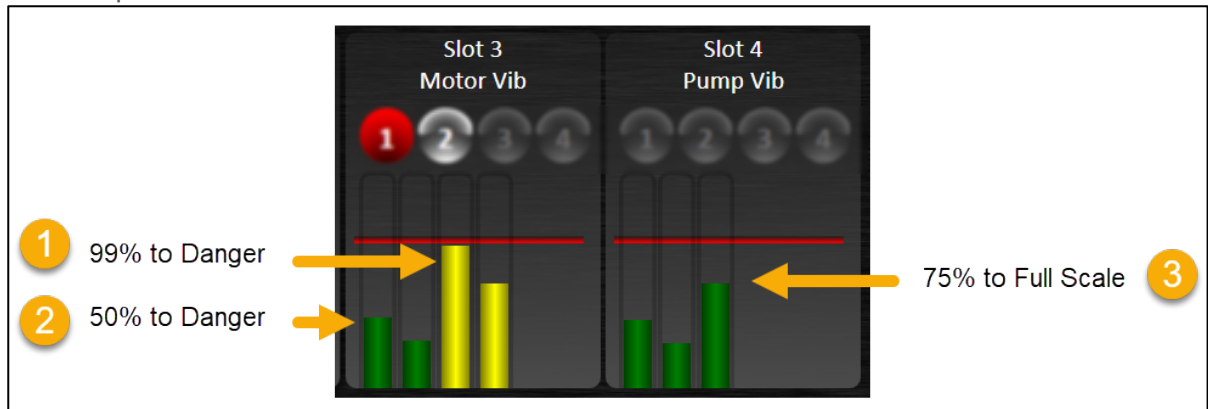 Slot 3
Motor Vib
1 2 3 4
Slot 4
Pump Vib
1 2 3 4
1 99% to Danger
2 50% to Danger
75% to Full Scale 3